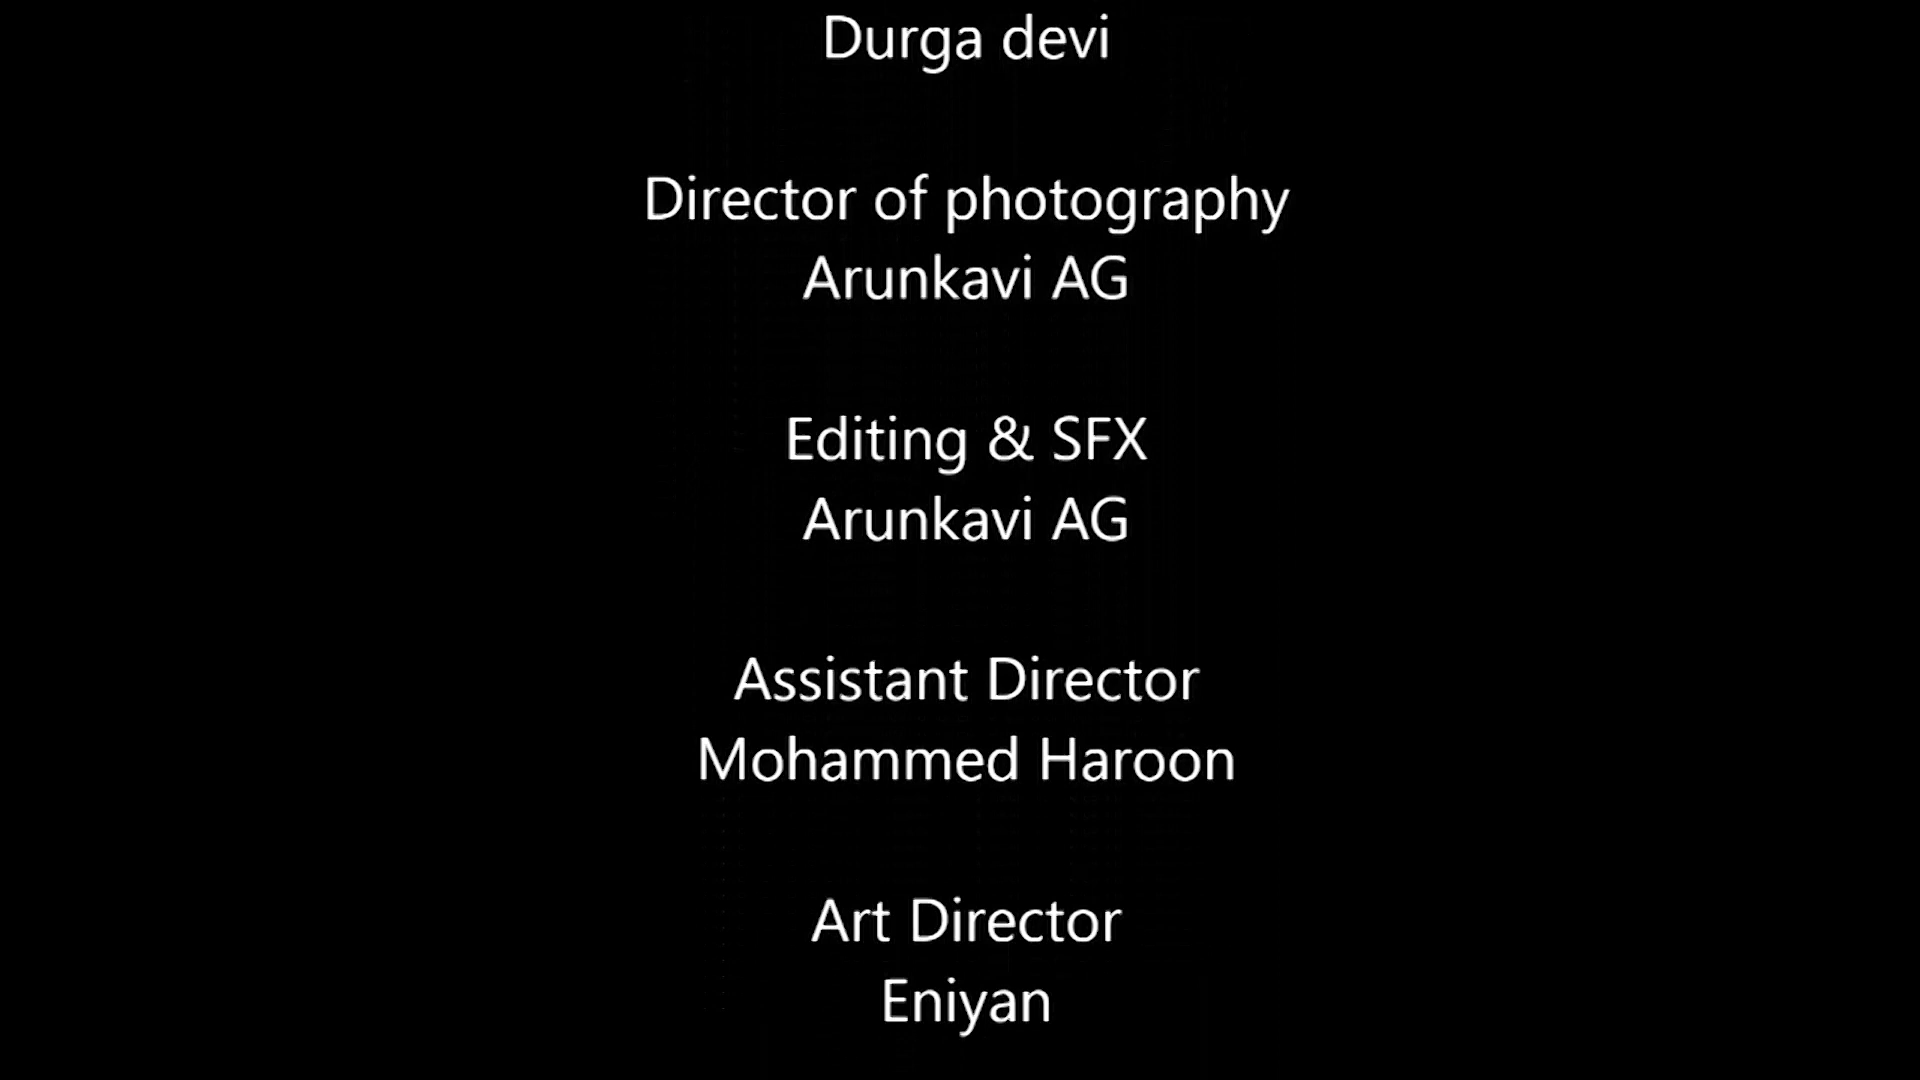 Durga devi
Director of photography
Arunkavi AG
Editing & SFX
Arunkavi AG
Assistant Director
Mohammed Haroon
Art Director
Eniyan